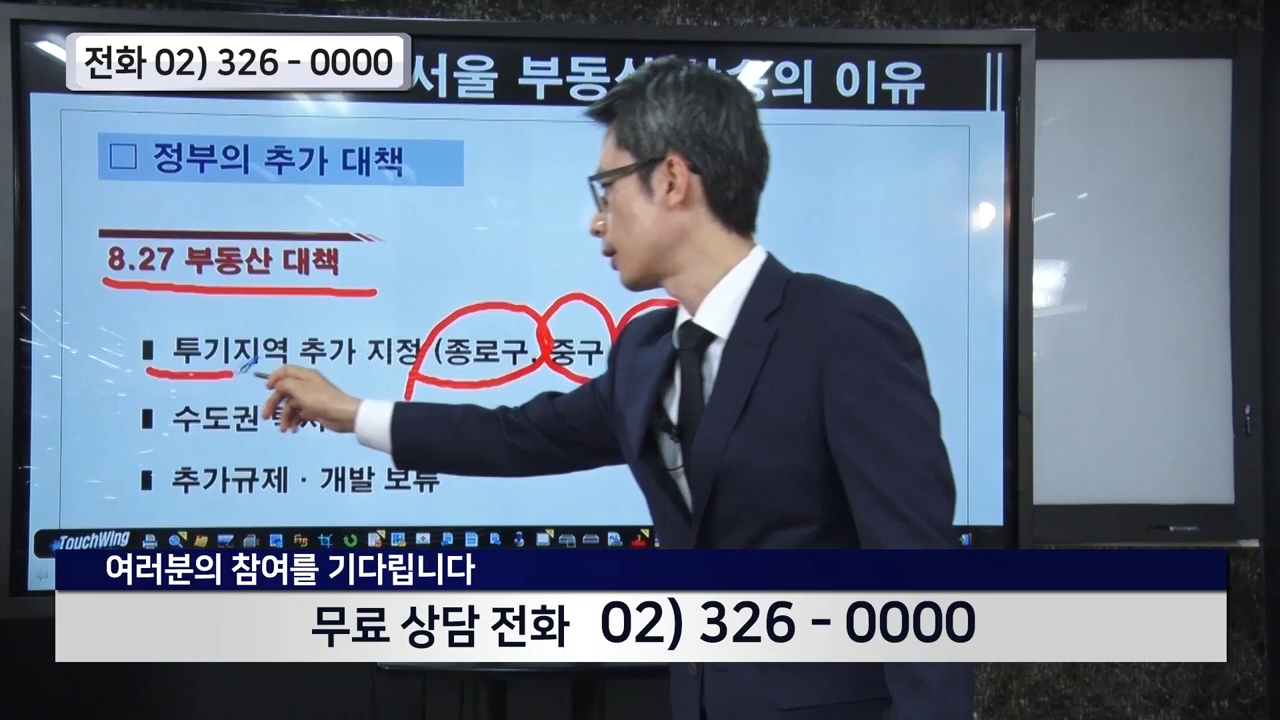 전화 02) 326 - 0000
서울 부동산 의 이유
□ 정부의 추가 대책
8.27 부동산 대책
투기지역 추가 지정 (종로구, 중구
수도권
추가규제 · 개발 보류
TouchWing
여러분의 참여를 기다립니다
무료 상담 전화 02) 326 - 0000